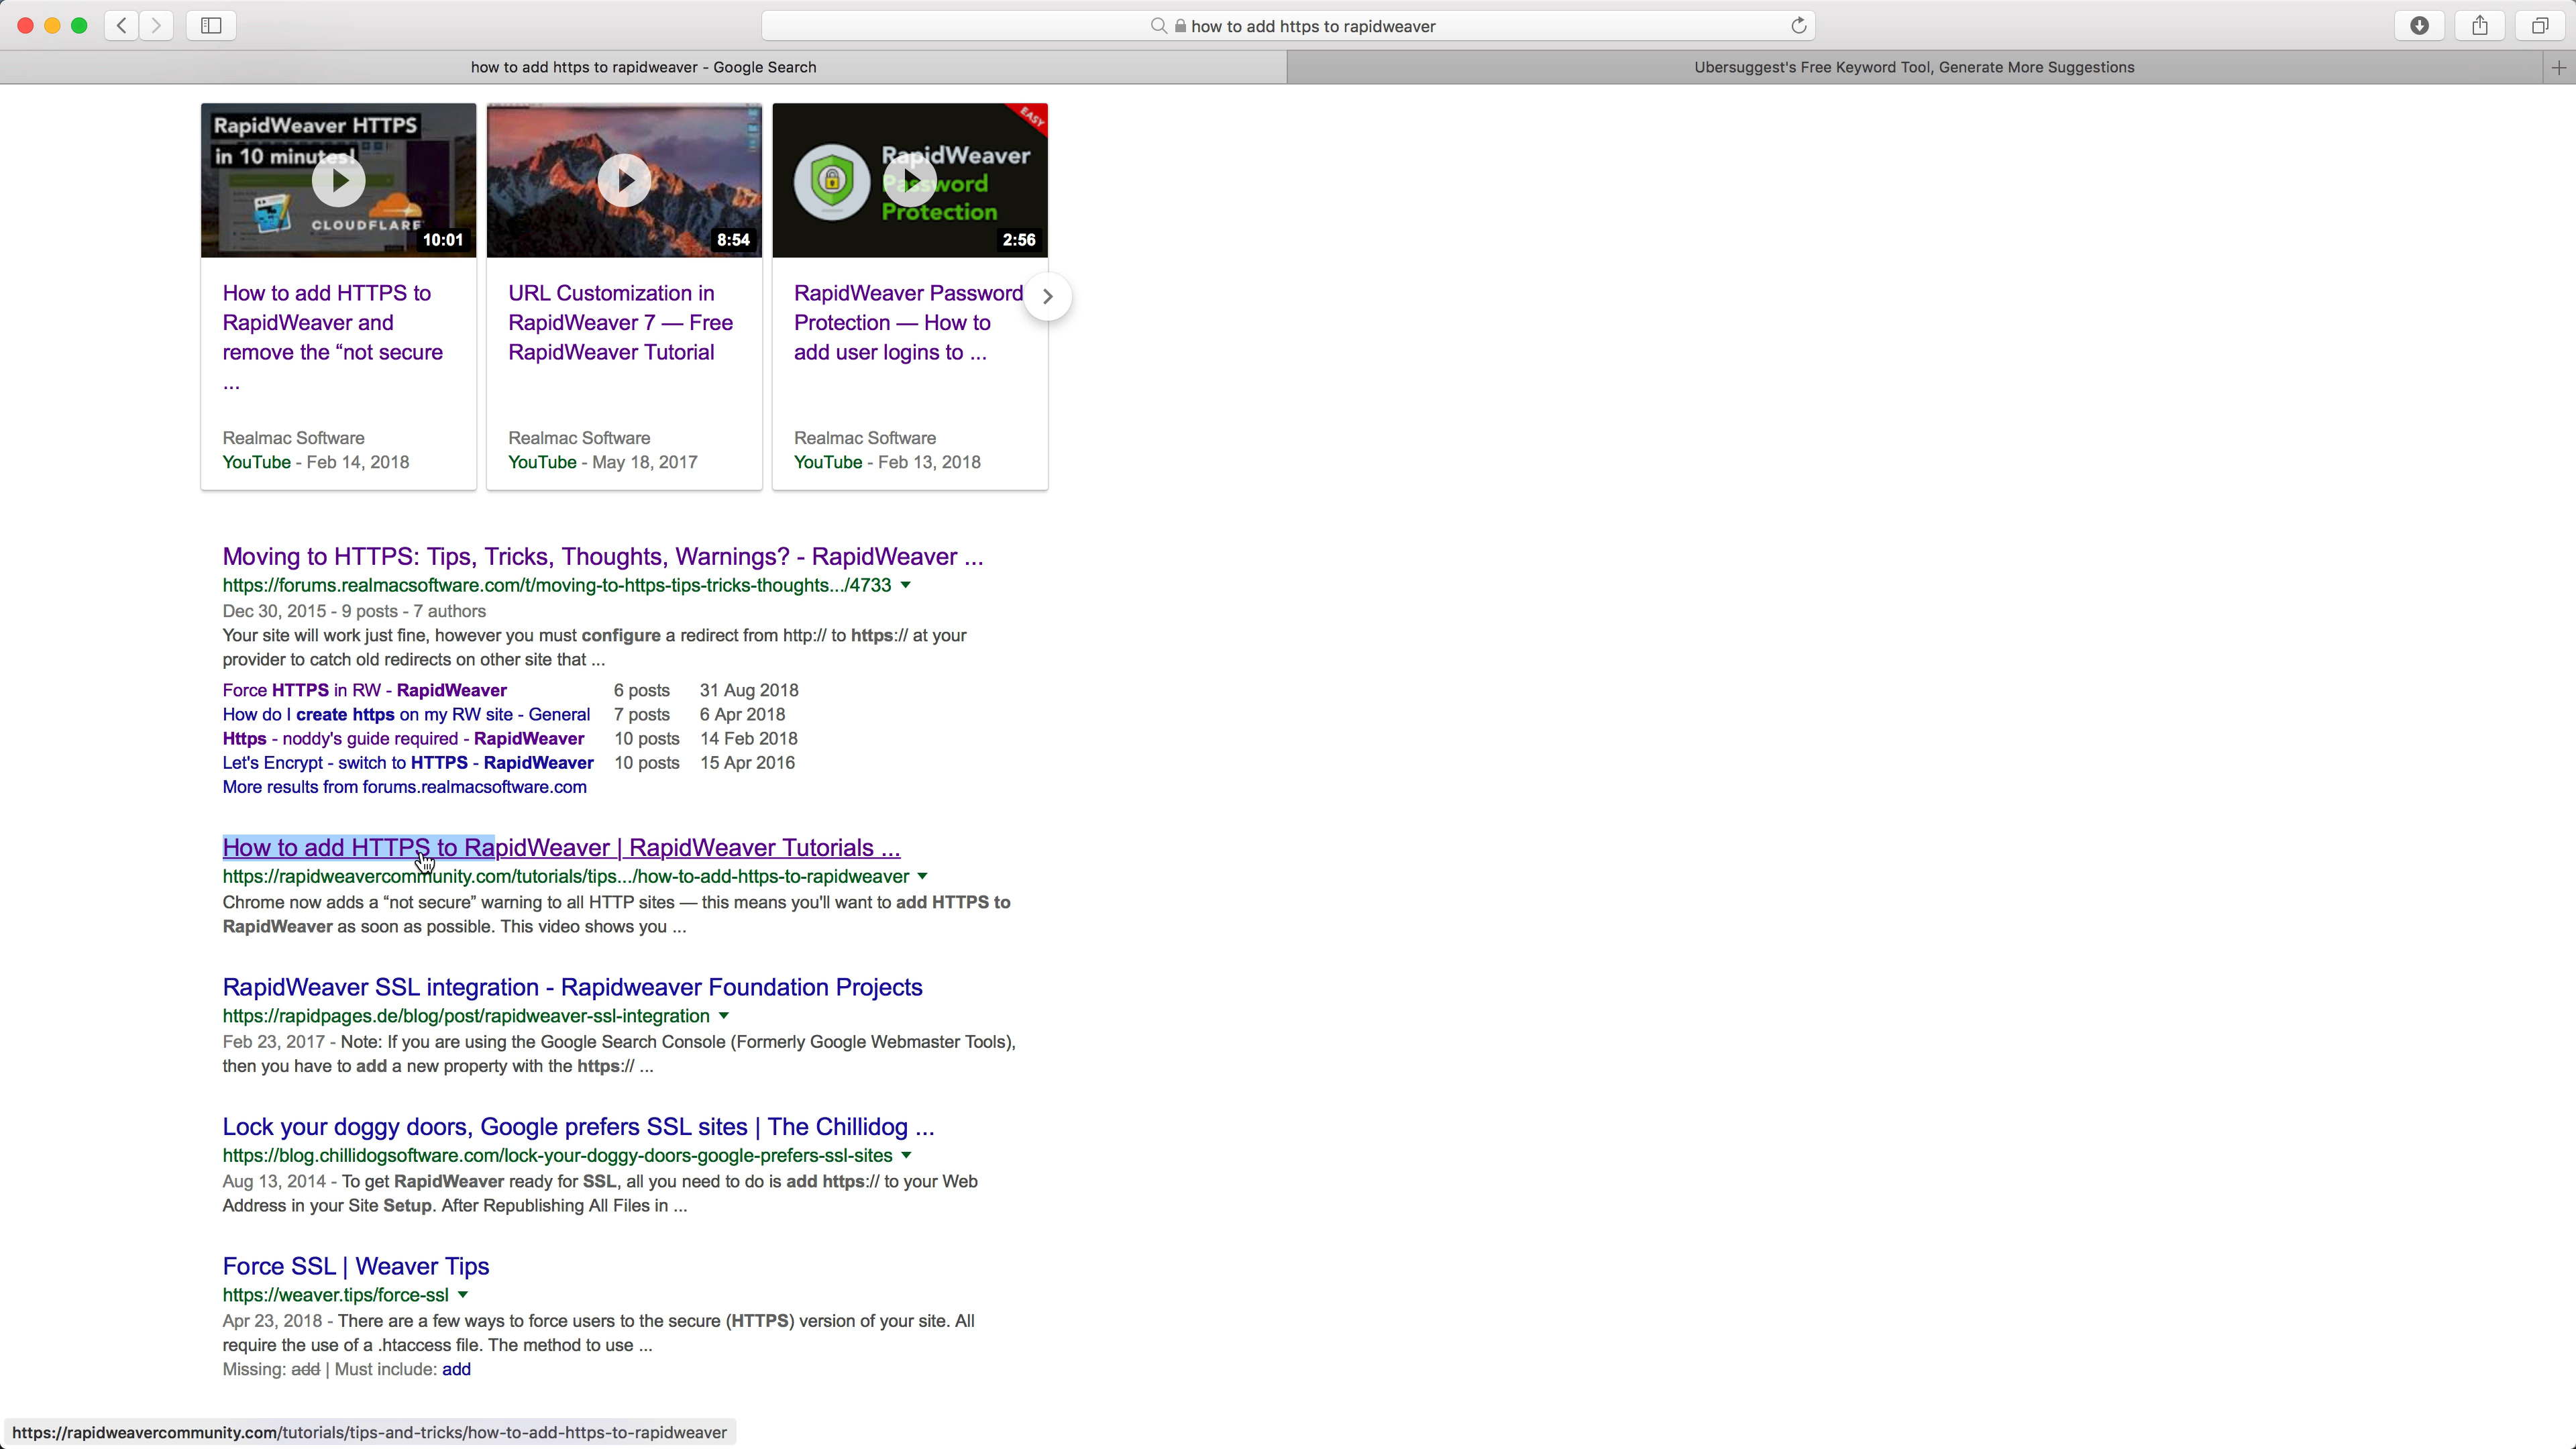 how to add https to rapidweaver
how to add https to rapidweaver - Google Search
Ubersuggest's Free Keyword Tool, Generate More Suggestions
RapidWeaver HTTPS
in 10 minutes!
CLOUDFLARE
10:01
8:54
EASY
RapidWeaver
Password
Protection
2:56
How to add HTTPS to
RapidWeaver and
remove the “not secure
...
Realmac Software
YouTube - Feb 14, 2018
URL Customization in
RapidWeaver 7 — Free
RapidWeaver Tutorial
Realmac Software
YouTube - May 18, 2017
RapidWeaver Password
Protection — How to
add user logins to ...
Realmac Software
YouTube - Feb 13, 2018
Moving to HTTPS: Tips, Tricks, Thoughts, Warnings? - RapidWeaver ...
https://forums.realmacsoftware.com/t/moving-to-https-tips-tricks-thoughts.../4733
Dec 30, 2015 - 9 posts - 7 authors
Your site will work just fine, however you must configure a redirect from http:// to https:// at your
provider to catch old redirects on other site that ...
Force HTTPS in RW - RapidWeaver 6 posts 31 Aug 2018
How do I create https on my RW site - General 7 posts 6 Apr 2018
Https - noddy's guide required - RapidWeaver 10 posts 14 Feb 2018
Let's Encrypt - switch to HTTPS - RapidWeaver 10 posts 15 Apr 2016
More results from forums.realmacsoftware.com
How to add HTTPS to RapidWeaver | RapidWeaver Tutorials ...
https://rapidweavercommunity.com/tutorials/tips.../how-to-add-https-to-rapidweaver
Chrome now adds a “not secure” warning to all HTTP sites — this means you'll want to add HTTPS to
RapidWeaver as soon as possible. This video shows you ...
RapidWeaver SSL integration - Rapidweaver Foundation Projects
https://rapidpages.de/blog/post/rapidweaver-ssl-integration
Feb 23, 2017 - Note: If you are using the Google Search Console (Formerly Google Webmaster Tools),
then you have to add a new property with the https:// ...
Lock your doggy doors, Google prefers SSL sites | The Chillidog ...
https://blog.chillidogsoftware.com/lock-your-doggy-doors-google-prefers-ssl-sites
Aug 13, 2014 - To get RapidWeaver ready for SSL, all you need to do is add https:// to your Web
Address in your Site Setup. After Republishing All Files in ...
Force SSL | Weaver Tips
https://weaver.tips/force-ssl
Apr 23, 2018 - There are a few ways to force users to the secure (HTTPS) version of your site. All
require the use of a .htaccess file. The method to use ...
Missing: add | Must include: add
https://rapidweavercommunity.com/tutorials/tips-and-tricks/how-to-add-https-to-rapidweaver